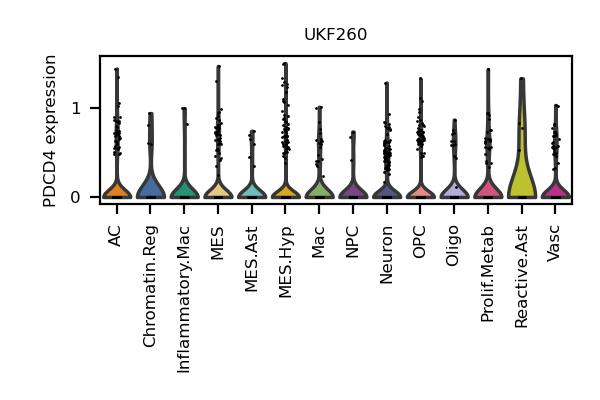 UKF260
PDCD4 expression
1
0
AC
Chromatin.Reg
Inflammatory.Mac
MES
MES.Ast
MES.Hyp
Mac
NPC
Neuron
OPC
Oligo
Prolif.Metab
Reactive.Ast
Vasc